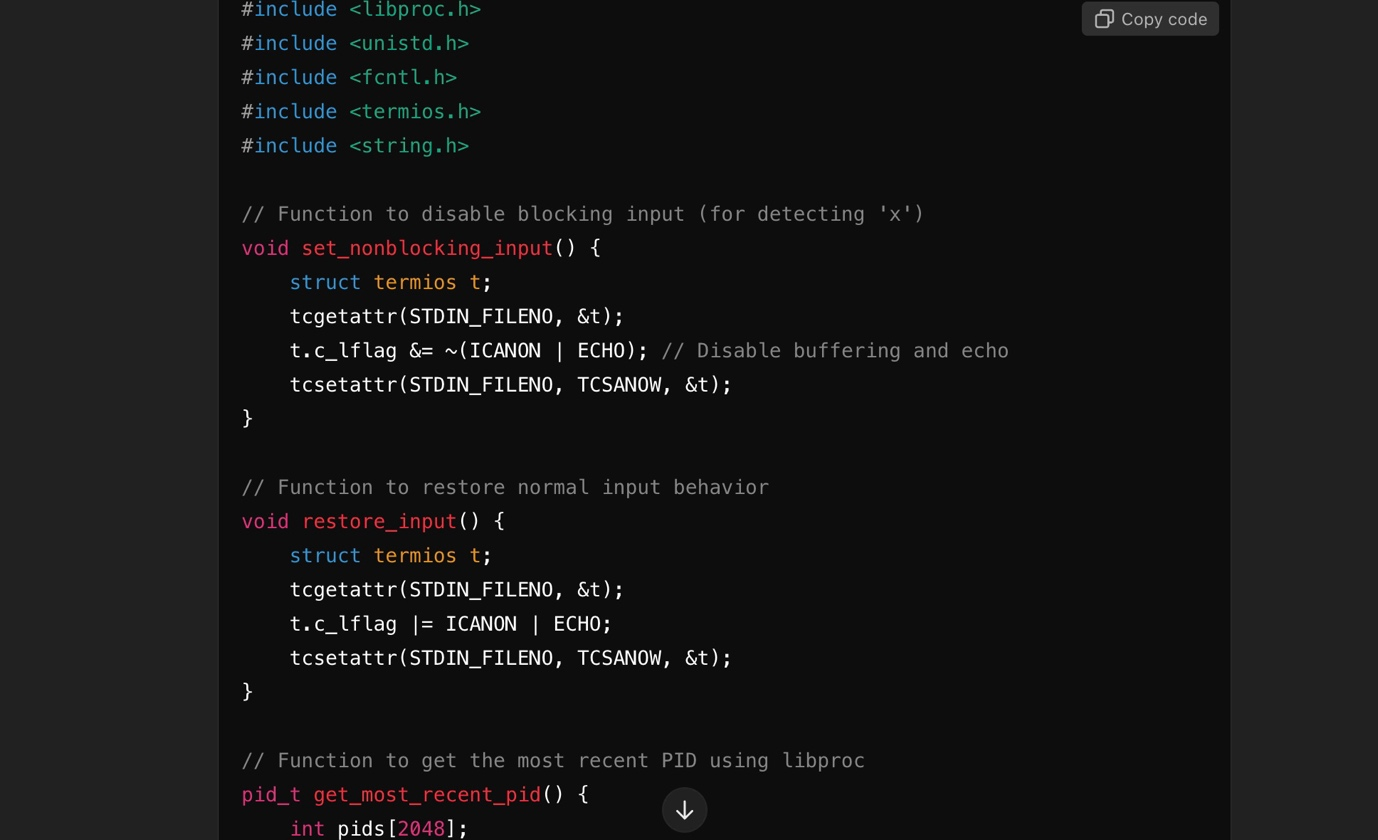 #include <libproc.h>
Copy code
#include <unistd.h>
#include <fcntl.h>
#include <termios.h>
#include <string.h>

// Function to disable blocking input (for detecting 'x')
void set_nonblocking_input() {
    struct termios t;
    tcgetattr(STDIN_FILENO, &t);
    t.c_lflag &= ~(ICANON | ECHO); // Disable buffering and echo
    tcsetattr(STDIN_FILENO, TCSANOW, &t);
}

// Function to restore normal input behavior
void restore_input() {
    struct termios t;
    tcgetattr(STDIN_FILENO, &t);
    t.c_lflag |= ICANON | ECHO;
    tcsetattr(STDIN_FILENO, TCSANOW, &t);
}

// Function to get the most recent PID using libproc
pid_t get_most_recent_pid() {
    int pids[2048];